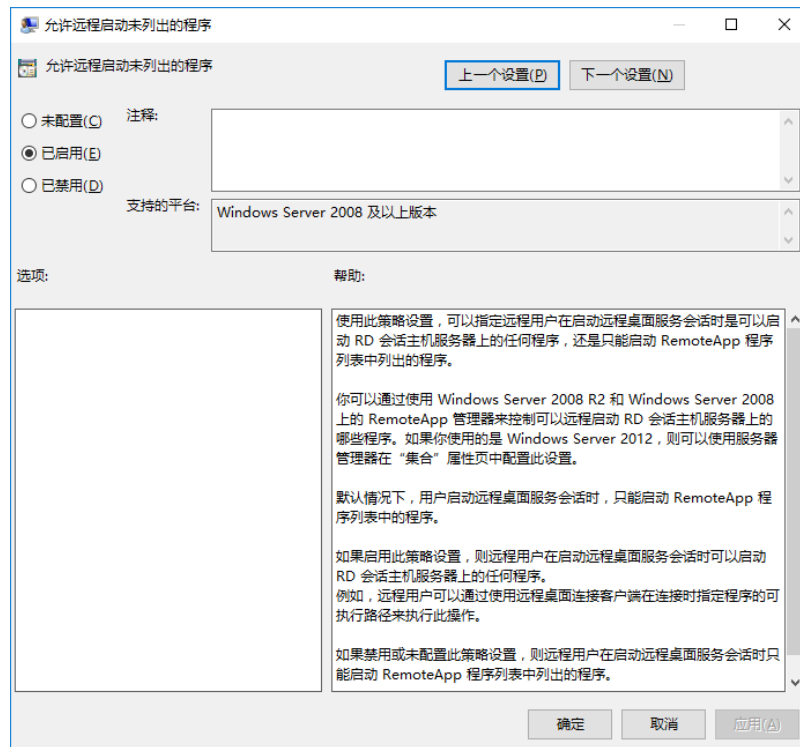 允许远程启动未列出的程序
允许远程启动未列出的程序
上一个设置(P)
下一个设置(N)
未配置(C)
注释:
已启用(E)
已禁用(D)
支持的平台:
Windows Server 2008 及以上版本
选项:
帮助:
使用此策略设置，可以指定远程用户在启动远程桌面服务会话时是可以启
动 RD 会话主机服务器上的任何程序，还是只能启动 RemoteApp 程序
列表中列出的程序。
你可以通过使用 Windows Server 2008 R2 和 Windows Server 2008
上的 RemoteApp 管理器来控制可以远程启动 RD 会话主机服务器上的
哪些程序。如果你使用的是 Windows Server 2012，则可以使用服务器
管理器在“集合”属性页中配置此设置。
默认情况下，用户启动远程桌面服务会话时，只能启动 RemoteApp 程
序列表中的程序。
如果启用此策略设置，则远程用户在启动远程桌面服务会话时可以启动
RD 会话主机服务器上的任何程序。
例如，远程用户可以通过使用远程桌面连接客户端在连接时指定程序的可
执行路径来执行此操作。
如果禁用或未配置此策略设置，则远程用户在启动远程桌面服务会话时只
能启动 RemoteApp 程序列表中列出的程序。
确定
取消
应用(A)